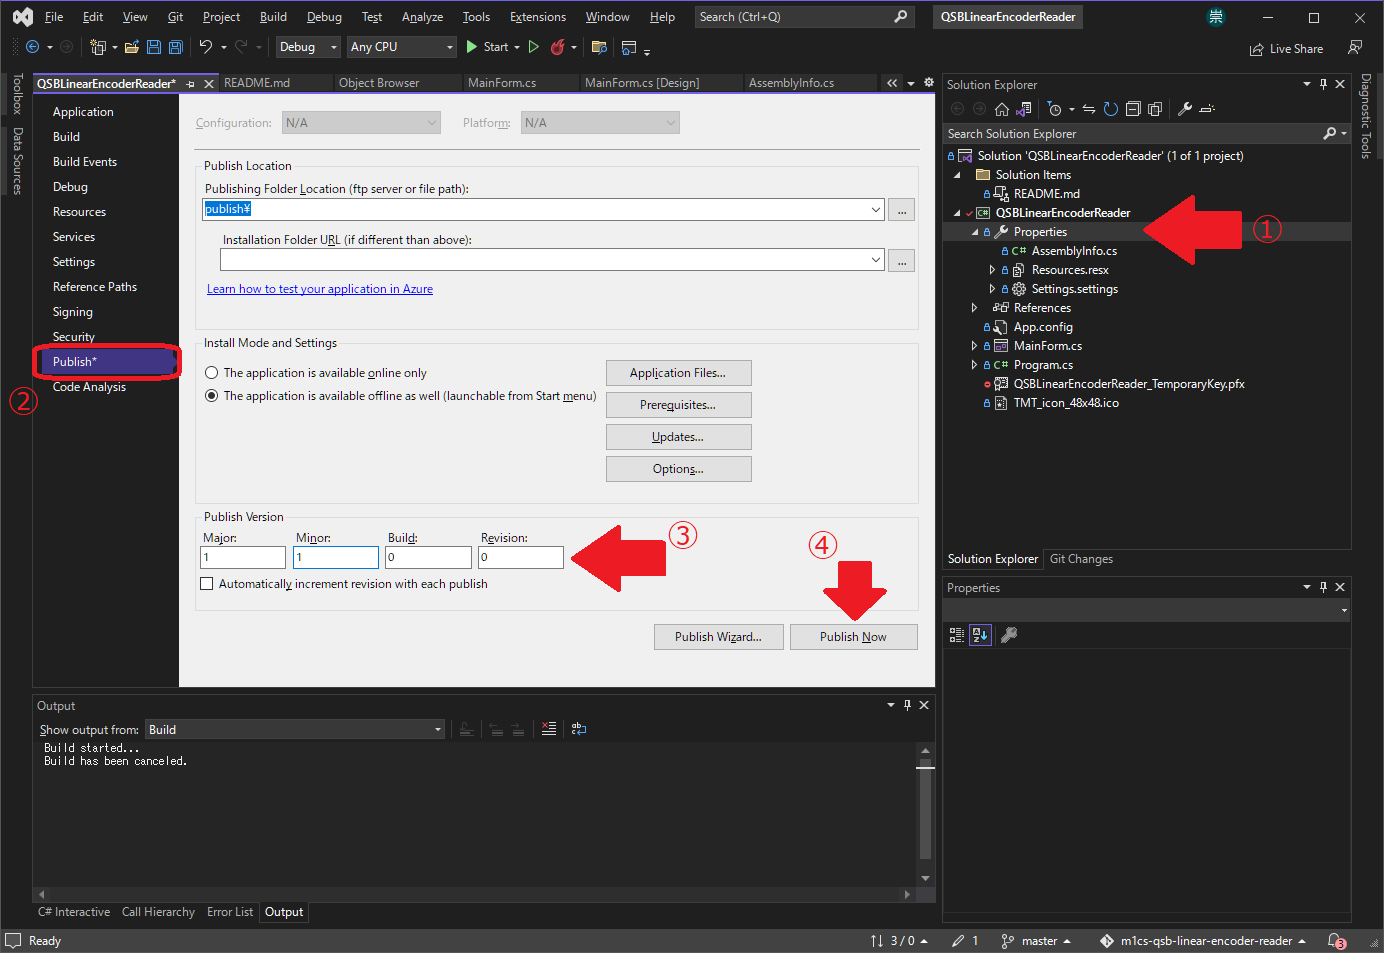 File Edit View Git Project Build Debug Test Analyze Tools Extensions Window Help Search (Ctrl+Q) QSBLinearEncoderReader 崇
Debug Any CPU Start Live Share
Toolbox
Data Sources
QSBLinearEncoderReader* README.md Object Browser MainForm.cs MainForm.cs [Design] AssemblyInfo.cs
Application
Build
Build Events
Debug
Resources
Services
Settings
Reference Paths
Signing
Security
Publish*
Code Analysis
②
Configuration: N/A Platform: N/A
Publish Location
Publishing Folder Location (ftp server or file path):
publish¥
...
Installation Folder URL (if different than above):
...
Learn how to test your application in Azure
Install Mode and Settings
The application is available online only
The application is available offline as well (launchable from Start menu)
Application Files...
Prerequisites...
Updates...
Options...
Publish Version
Major: Minor: Build: Revision:
1 1 0 0
③
④
Automatically increment revision with each publish
Publish Wizard... Publish Now
Solution Explorer
Search Solution Explorer
Solution 'QSBLinearEncoderReader' (1 of 1 project)
Solution Items
README.md
C# QSBLinearEncoderReader
Properties
①
C# AssemblyInfo.cs
Resources.resx
Settings.settings
References
App.config
MainForm.cs
C# Program.cs
QSBLinearEncoderReader_TemporaryKey.pfx
TMT_icon_48x48.ico
Solution Explorer Git Changes
Diagnostic Tools
Properties
Output
Show output from: Build
Build started...
Build has been canceled.
C# Interactive Call Hierarchy Error List Output
Ready 3 / 0 1 master m1cs-qsb-linear-encoder-reader 3